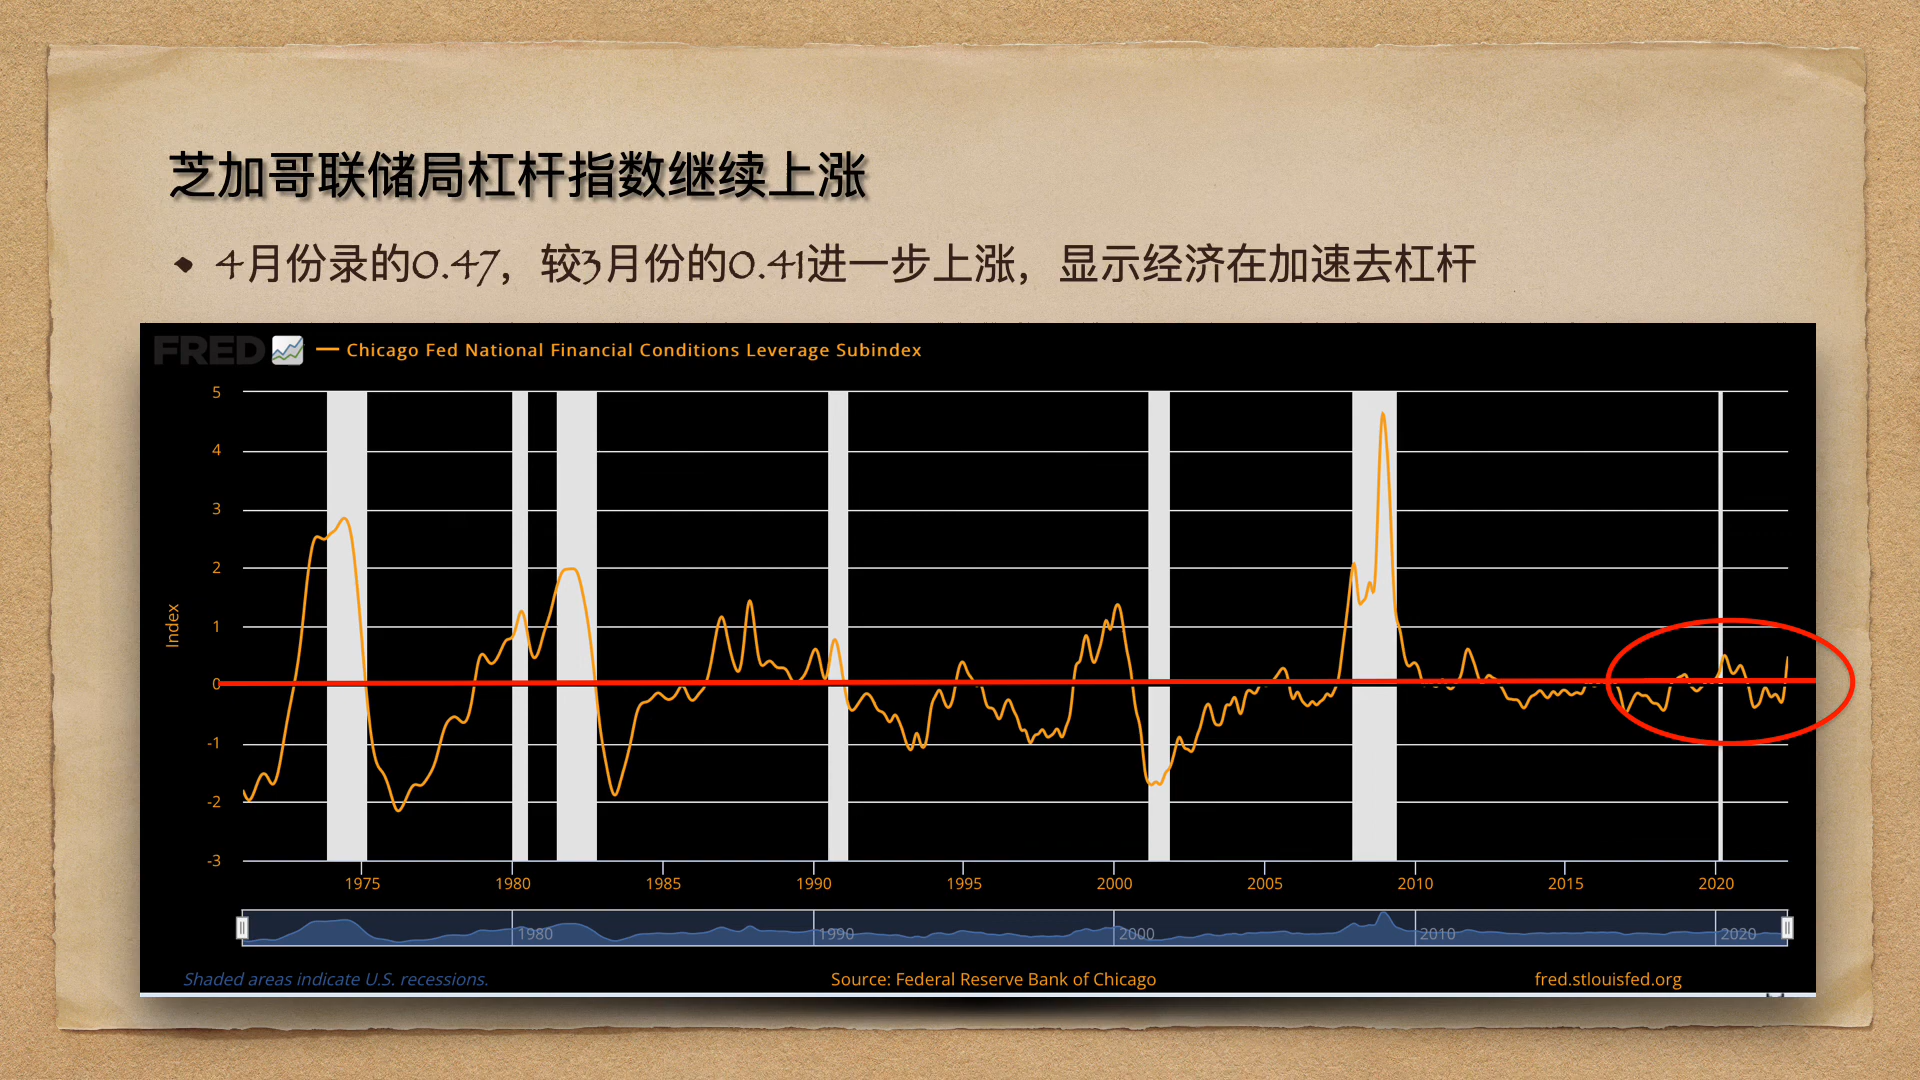 芝加哥联储局杠杆指数继续上涨
4月份录的0.47，较3月份的0.41进一步上涨，显示经济在加速去杠杆
FRED — Chicago Fed National Financial Conditions Leverage Subindex
5
4
3
2
1
0
-1
-2
-3
Index
1975 1980 1985 1990 1995 2000 2005 2010 2015 2020
1980 1990 2000 2010 2020
Shaded areas indicate U.S. recessions. Source: Federal Reserve Bank of Chicago fred.stlouisfed.org